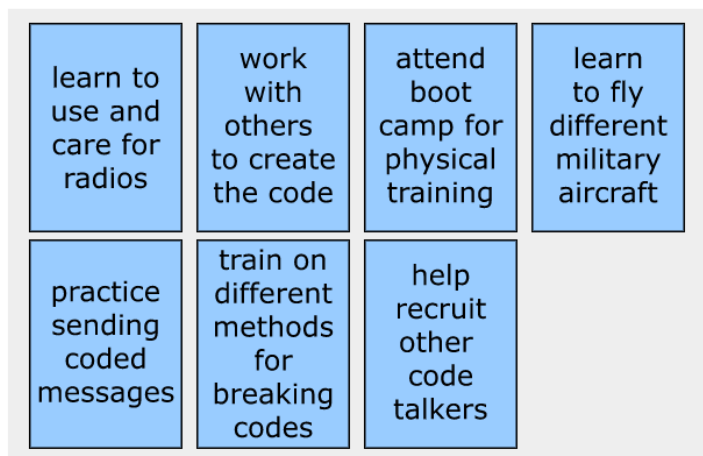 learn to
use and
care for
radios
work
with
others
to create
the code
attend
boot
camp for
physical
training
learn
to fly
different
military
aircraft
practice
sending
coded
messages
train on
different
methods
for
breaking
codes
help
recruit
other
code
talkers